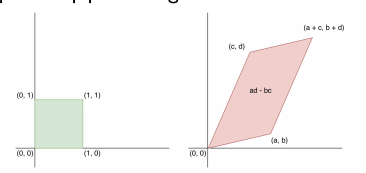 (0, 1)
(1, 1)
(0, 0)
(1, 0)
(a + c, b + d)
(c, d)
ad - bc
(a, b)
(0, 0)